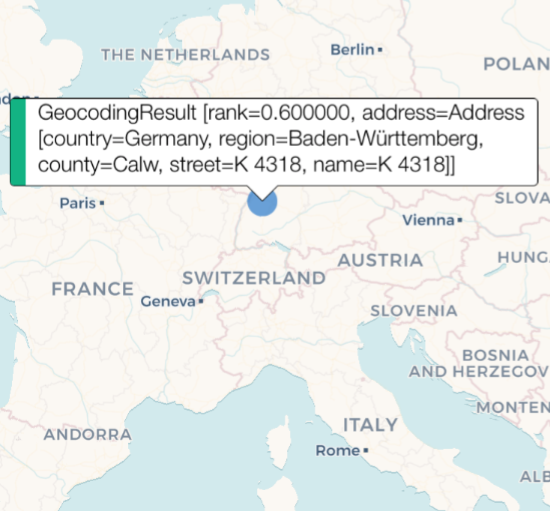 THE NETHERLANDS
Berlin
POLAN
GeocodingResult [rank=0.600000, address=Address
[country=Germany, region=Baden-Württemberg,
county=Calw, street=K 4318, name=K 4318]]
Paris
SLOVA
Vienna
HUNG
AUSTRIA
SWITZERLAND
FRANCE
Geneva
SLOVENIA
BOSNIA
AND HERZEGOV
MONTEN
ANDORRA
ITALY
Rome
ALB